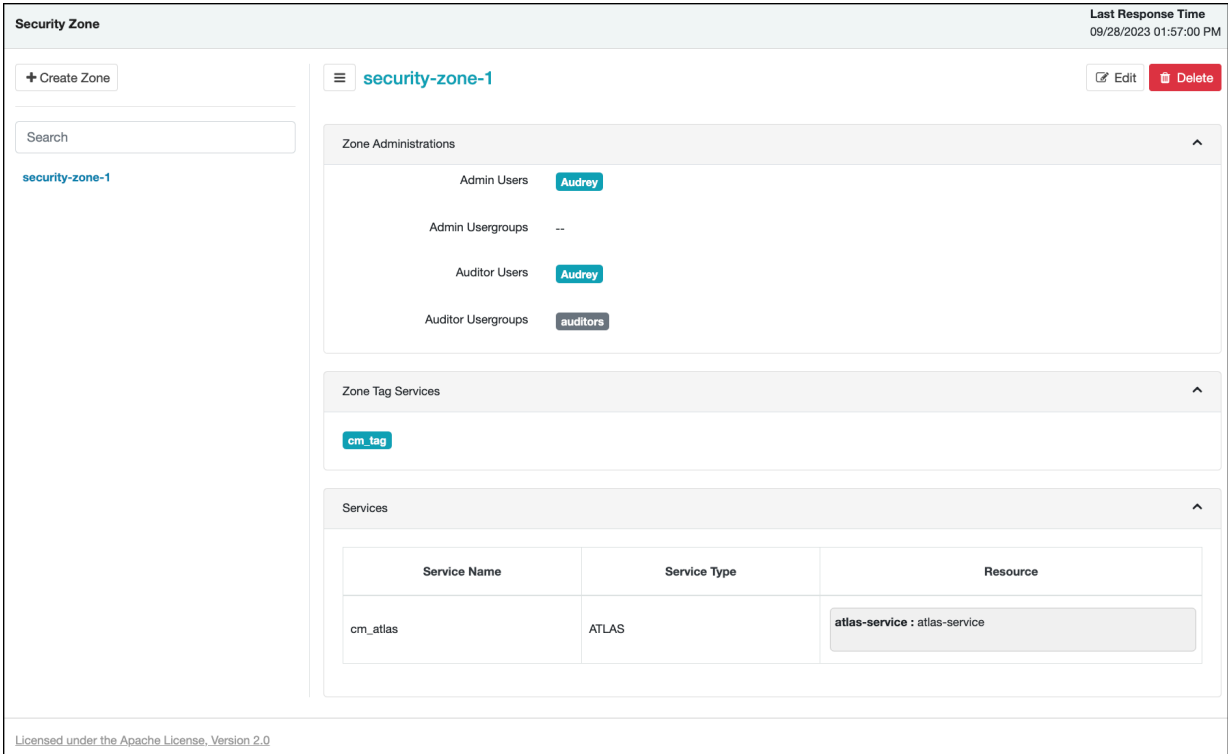 Security Zone
Last Response Time
09/28/2023 01:57:00 PM
Create Zone
Search
security-zone-1
security-zone-1
Edit
Delete
Zone Administrations
Admin Users Audrey
Admin Usergroups --
Auditor Users Audrey
Auditor Usergroups auditors
Zone Tag Services
cm_tag
Services
Service Name Service Type Resource
cm_atlas ATLAS atlas-service : atlas-service
Licensed under the Apache License, Version 2.0